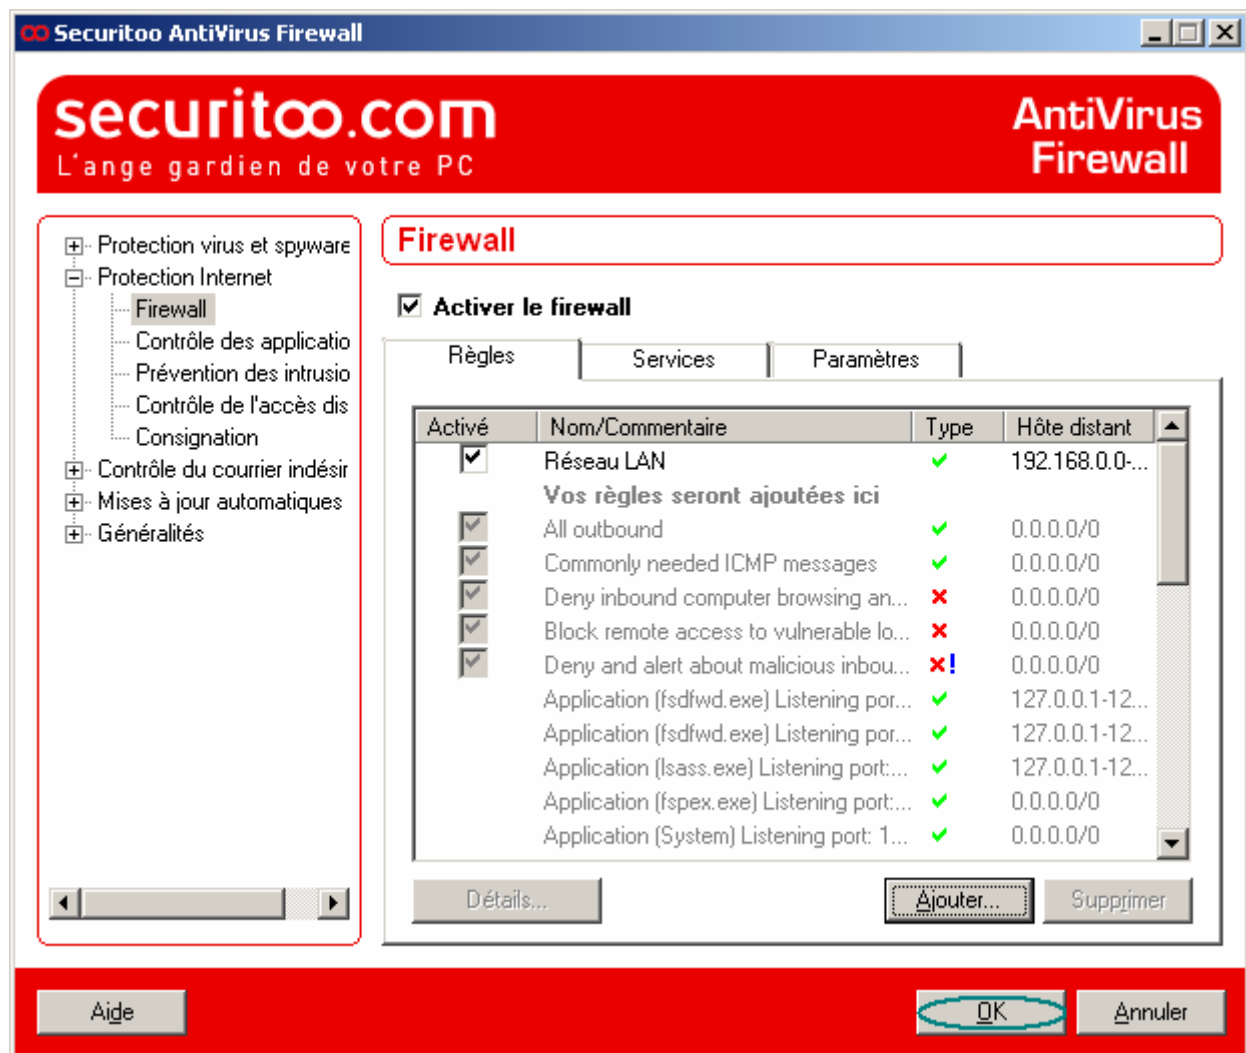 Securitoo AntiVirus Firewall
securitoo.com
L'ange gardien de votre PC
AntiVirus
Firewall
Protection virus et spyware
Protection Internet
Firewall
Contrôle des applicatio
Prévention des intrusio
Contrôle de l'accès dis
Consignation
Contrôle du courrier indésir
Mises à jour automatiques
Généralités
Firewall
Activer le firewall
Règles Services Paramètres
Activé Nom/Commentaire Type Hôte distant
Réseau LAN 192.168.0.0-...
Vos règles seront ajoutées ici
All outbound 0.0.0.0/0
Commonly needed ICMP messages 0.0.0.0/0
Deny inbound computer browsing an... 0.0.0.0/0
Block remote access to vulnerable lo... 0.0.0.0/0
Deny and alert about malicious inbou... 0.0.0.0/0
Application (fsdfwd.exe) Listening por... 127.0.0.1-12...
Application (fsdfwd.exe) Listening por... 127.0.0.1-12...
Application (lsass.exe) Listening port:... 127.0.0.1-12...
Application (fspex.exe) Listening port:... 0.0.0.0/0
Application (System) Listening port: 1... 0.0.0.0/0
Détails... Ajouter... Supprimer
Aide OK Annuler